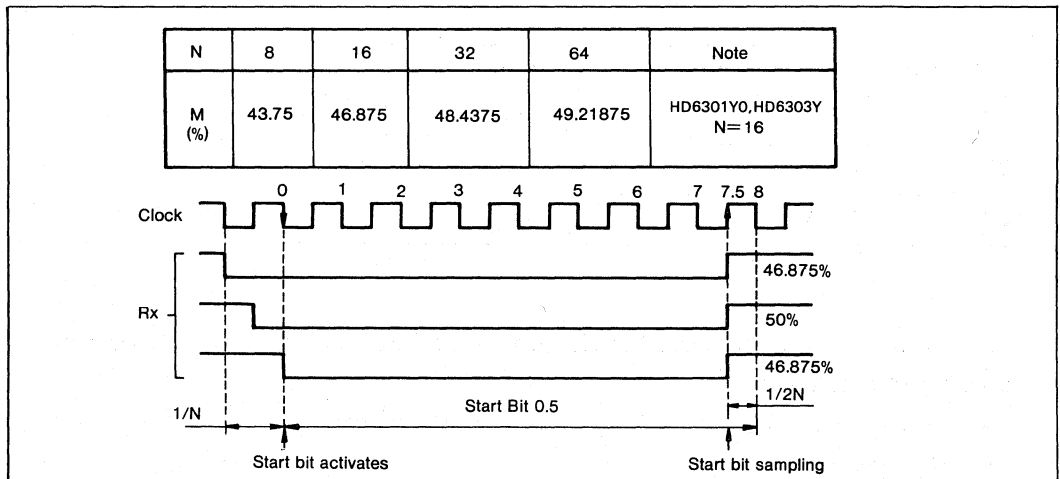 N 8 16 32 64 Note
M (%) 43.75 46.875 48.4375 49.21875 HD6301Y0,HD6303Y N=16
0 1 2 3 4 5 6 7 7.5 8
Clock
46.875%
Rx
50%
46.875%
1/N
Start Bit 0.5
1/2N
Start bit activates
Start bit sampling